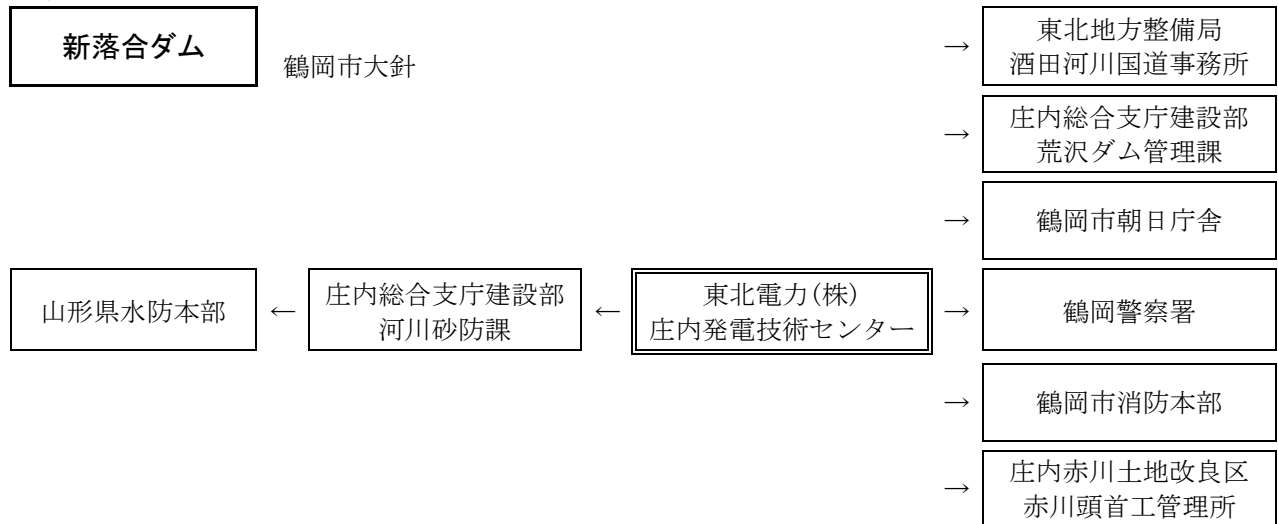 新落合ダム
鶴岡市大針
→
東北地方整備局
酒田河川国道事務所
→
庄内総合支庁建設部
荒沢ダム管理課
→
鶴岡市朝日庁舎
山形県水防本部
←
庄内総合支庁建設部
河川砂防課
←
東北電力(株)
庄内発電技術センター
→
鶴岡警察署
→
鶴岡市消防本部
→
庄内赤川土地改良区
赤川頭首工管理所